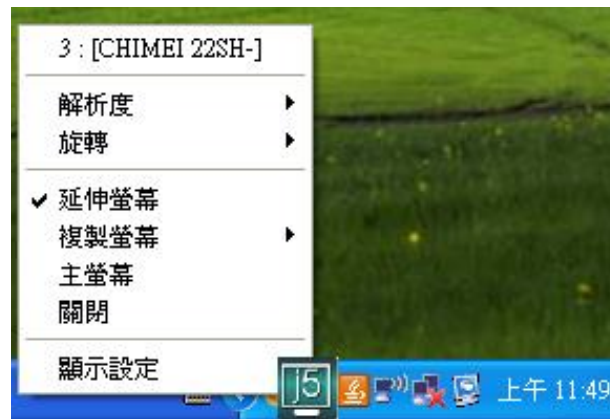 3 : [CHIMEI 22SH-]
解析度
旋轉
延伸螢幕
複製螢幕
主螢幕
關閉
顯示設定
j5
上午 11:49